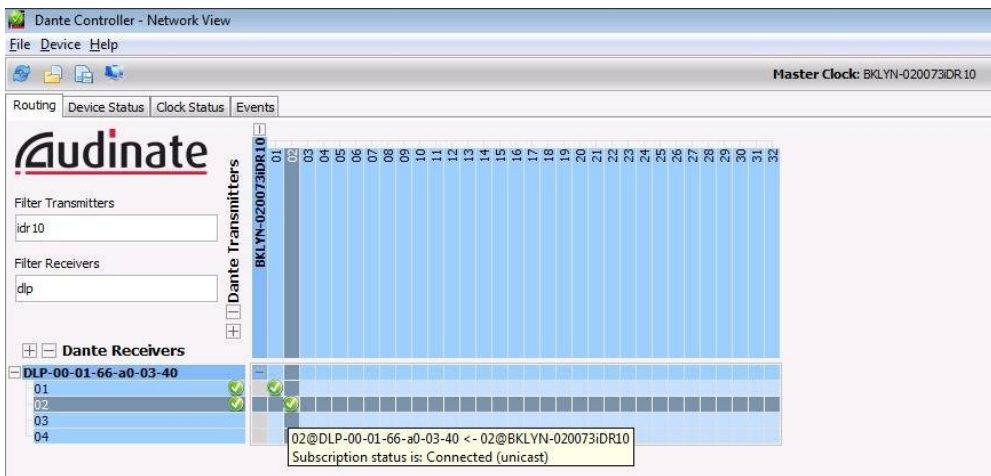 Dante Controller - Network View
File Device Help
Master Clock: BKLYN-020073iDR10
Routing Device Status Clock Status Events
Audinate
Filter Transmitters
idr10
Filter Receivers
dlp
Dante Transmitters
BKLYN-020073iDR10
01 02 03 04 05 06 07 08 09 10 11 12 13 14 15 16 17 18 19 20 21 22 23 24 25 26 27 28 29 30 31 32
Dante Receivers
DLP-00-01-66-a0-03-40
01
02
03
04
02@DLP-00-01-66-a0-03-40 <- 02@BKLYN-020073iDR10
Subscription status is: Connected (unicast)